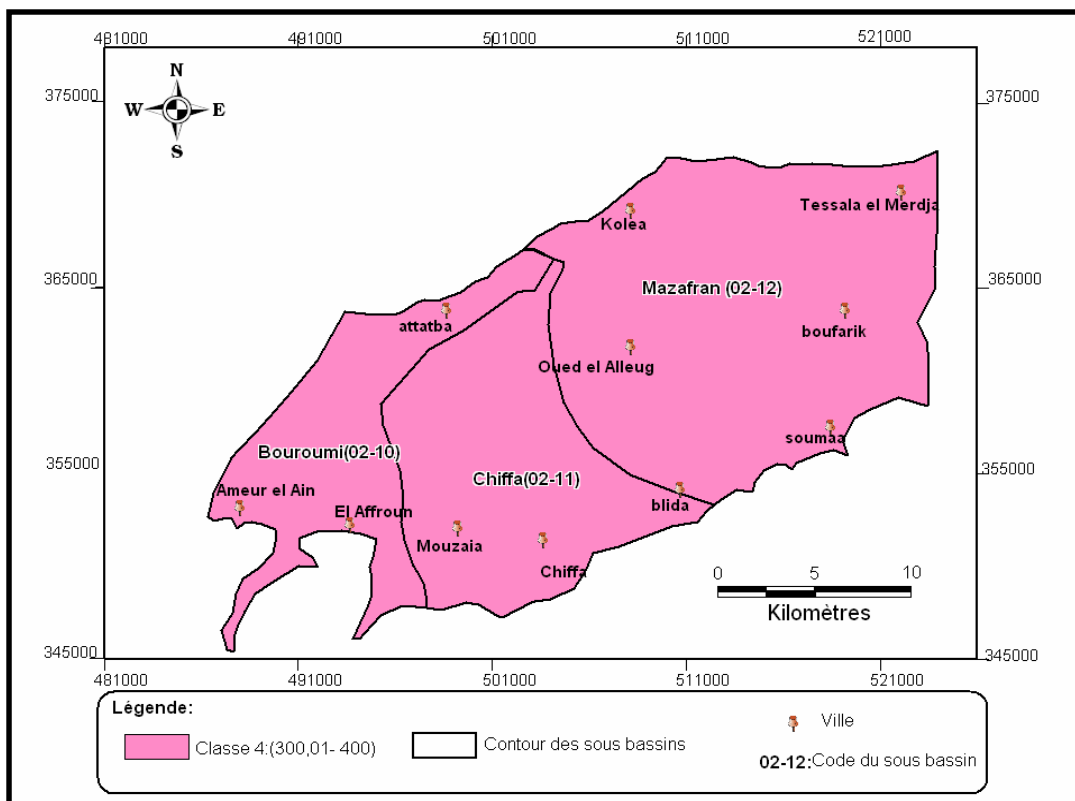 481000 491000 501000 511000 521000
375000 375000
N
W E
S
Tessala el Merdja
Kolea
365000 365000
Mazafran (02-12)
attatba
boufarik
Oued el Alleug
soumaa
Bouroumi(02-10)
355000 355000
Chiffa(02-11)
Ameur el Ain
El Affroun
blida
Mouzaia
Chiffa
0 5 10
Kilomètres
345000 345000
481000 491000 501000 511000 521000
Légende:
Classe 4:(300,01- 400)
Contour des sous bassins
Ville
02-12:Code du sous bassin